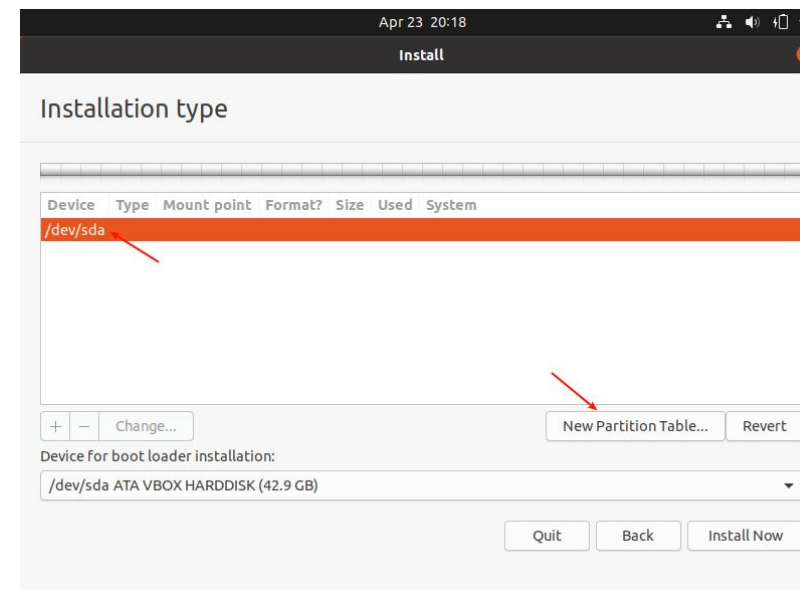 Apr 23 20:18
Install
Installation type
Device Type Mount point Format? Size Used System
/dev/sda
+ - Change... New Partition Table... Revert
Device for boot loader installation:
/dev/sda ATA VBOX HARDDISK (42.9 GB)
Quit Back Install Now